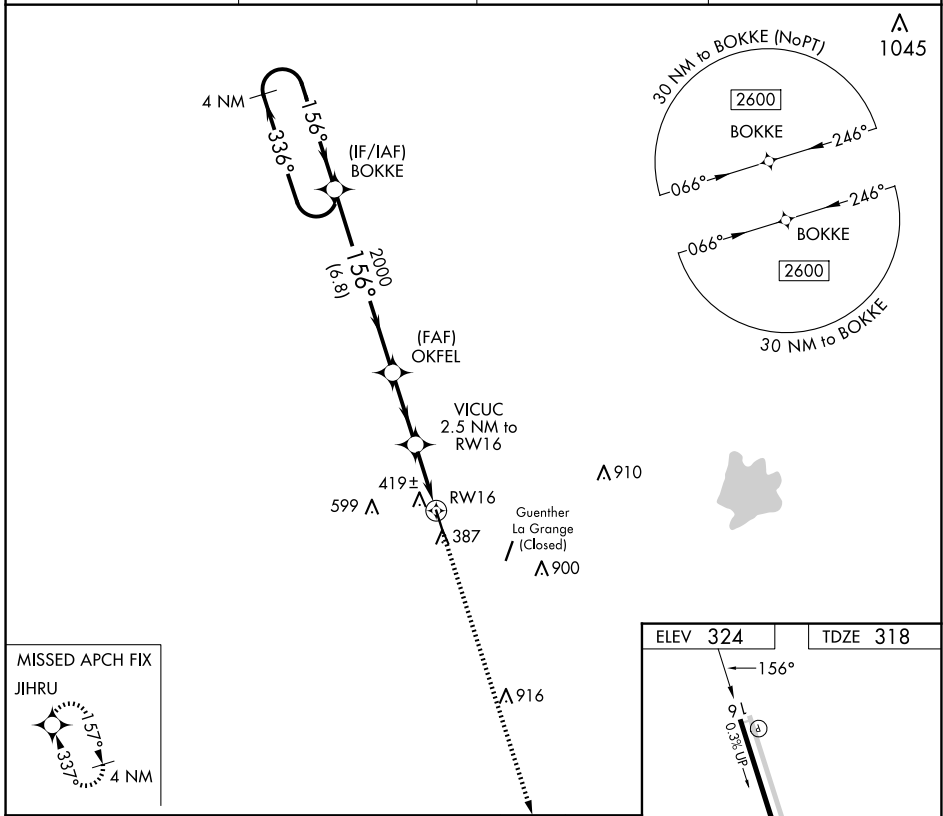 1045
30 NM to BOKKE (NoPT)
2600
BOKKE
246°
066°
246°
066°
BOKKE
2600
30 NM to BOKKE
4 NM
156°
336°
(IF/IAF)
BOKKE
2000
156°
(6.8)
(FAF)
OKFEL
VICUC
2.5 NM to
RW16
419±
RW16
599
387
910
Guenther
La Grange
(Closed)
900
916
MISSED APCH FIX
JIHRU
157°
337°
4 NM
ELEV 324
TDZE 318
156°
16
0.3% UP
P